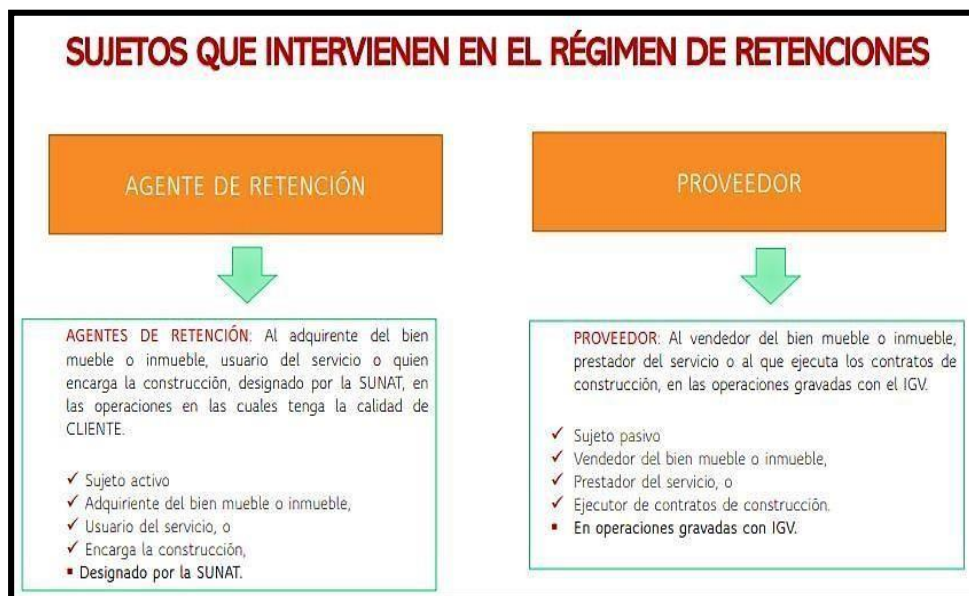 SUJETOS QUE INTERVIENEN EN EL RÉGIMEN DE RETENCIONES
AGENTE DE RETENCIÓN
AGENTES DE RETENCIÓN: Al adquirente del bien
mueble o inmueble, usuario del servicio o quien
encarga la construcción, designado por la SUNAT, en
las operaciones en las cuales tenga la calidad de
CLIENTE.
✓ Sujeto activo
✓ Adquiriente del bien mueble o inmueble,
✓ Usuario del servicio, o
✓ Encarga la construcción,
▪ Designado por la SUNAT.
PROVEEDOR
PROVEEDOR: Al vendedor del bien mueble o inmueble,
prestador del servicio o al que ejecuta los contratos de
construcción, en las operaciones gravadas con el IGV.
✓ Sujeto pasivo
✓ Vendedor del bien mueble o inmueble,
✓ Prestador del servicio, o
✓ Ejecutor de contratos de construcción.
▪ En operaciones gravadas con IGV.